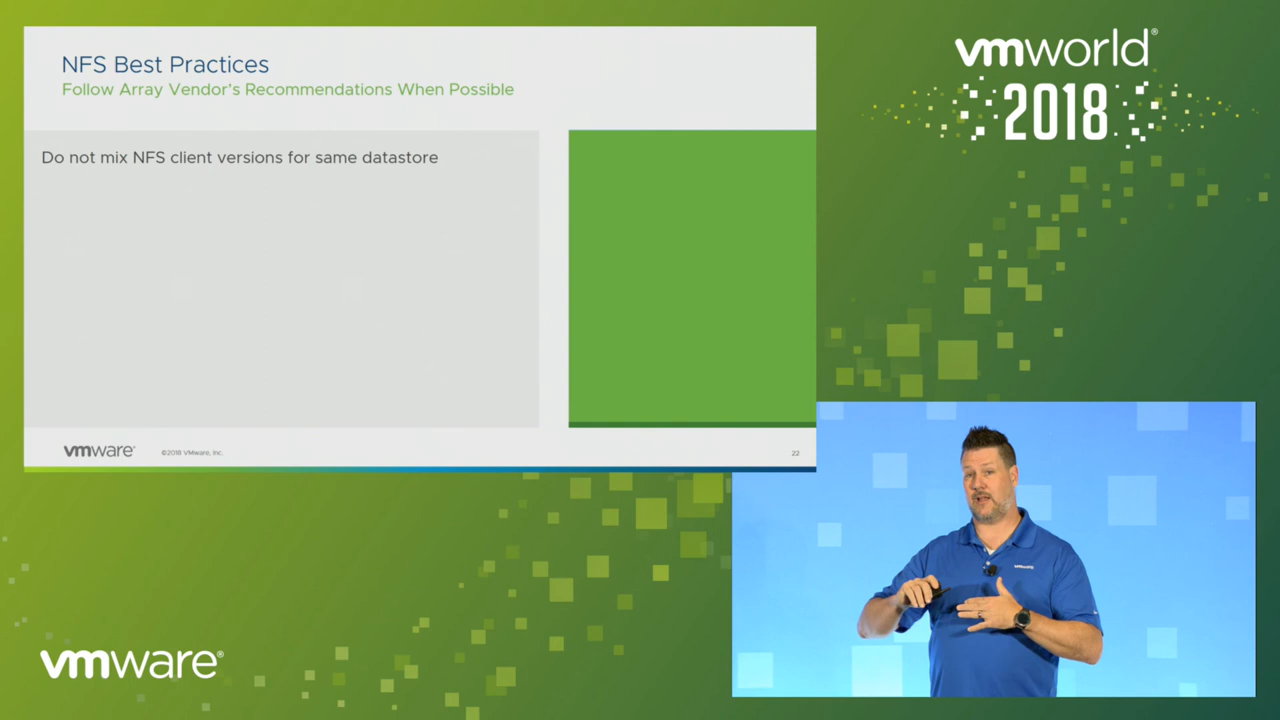 NFS Best Practices
Follow Array Vendor's Recommendations When Possible
Do not mix NFS client versions for same datastore
vmware®
©2018 VMware, Inc.
22
vmworld®
2018
vmware
vmware®